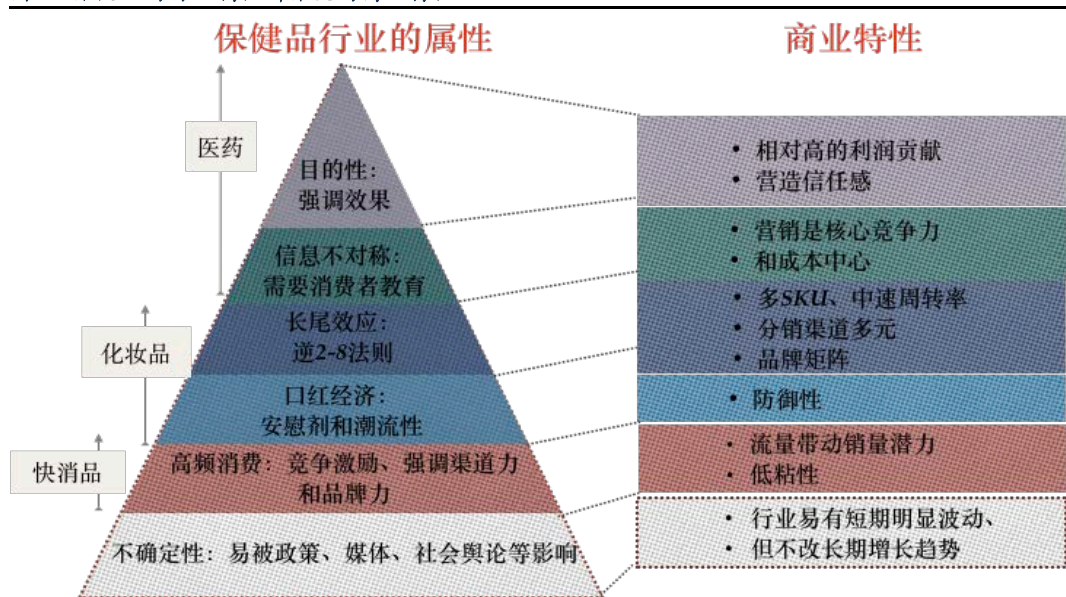 保健品行业的属性
商业特性
医药
化妆品
快消品
目的性:
强调效果
信息不对称:
需要消费者教育
长尾效应:
逆2-8法则
口红经济:
安慰剂和潮流性
高频消费:竞争激励、强调渠道力
和品牌力
不确定性:易被政策、媒体、社会舆论等影响
• 相对高的利润贡献
• 营造信任感
• 营销是核心竞争力
• 和成本中心
• 多SKU、中速周转率
• 分销渠道多元
• 品牌矩阵
• 防御性
• 流量带动销量潜力
• 低粘性
• 行业易有短期明显波动、
• 但不改长期增长趋势